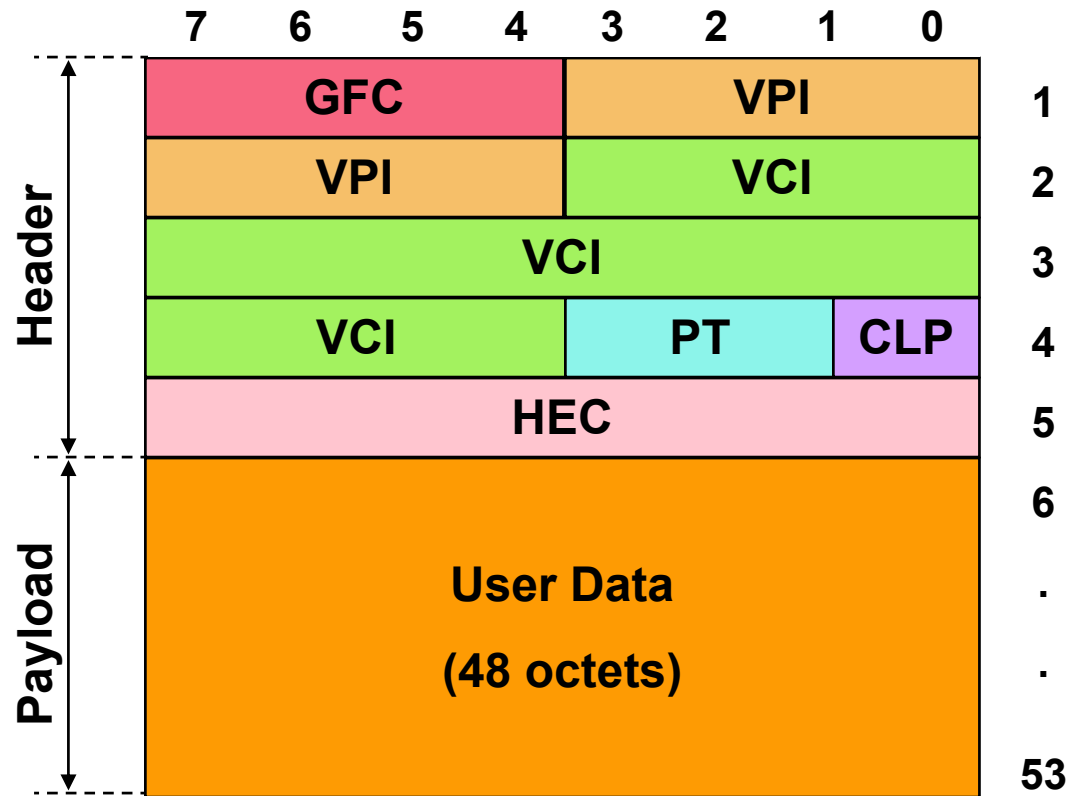 7 6 5 4 3 2 1 0
GFC VPI 1
VPI VCI 2
VCI 3
VCI PT CLP 4
HEC 5
Header
6
User Data .
(48 octets) .
53
Payload